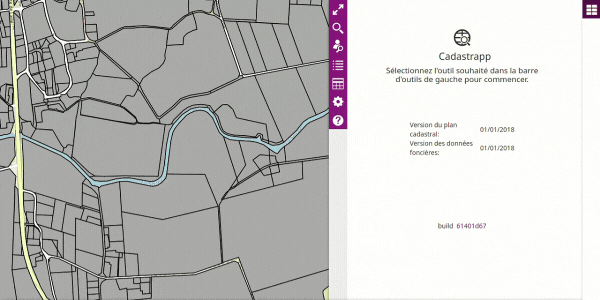 Cadastrapp
Sélectionnez l'outil souhaité dans la barre
d'outils de gauche pour commencer.
Version du plan
cadastral:
01/01/2018
Version des données
foncières:
01/01/2018
build 61401d67